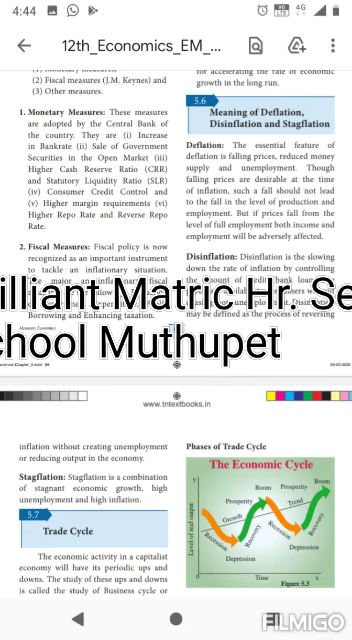 4:44
VO
LTE
4G
12th_Economics_EM_...
(2) Fiscal measures (J.M. Keynes) and
(3) Other measures.
1. Monetary Measures: These measures
are adopted by the Central Bank of
the country. They are (i) Increase
in Bankrate (ii) Sale of Government
Securities in the Open Market (iii)
Higher Cash Reserve Ratio (CRR)
and Statutory Liquidity Ratio (SLR)
(iv) Consumer Credit Control and
(v) Higher margin requirements (vi)
Higher Repo Rate and Reverse Repo
Rate.
2. Fiscal Measures: Fiscal policy is now
recognized as an important instrument
to tackle an inflationary situation.
Borrowing and Enhancing taxation.
Monetary Economics
for accelerating the rate of economic
growth in the long run.
5.6
Meaning of Deflation,
Disinflation and Stagflation
Deflation: The essential feature of
deflation is falling prices, reduced money
supply and unemployment. Though
falling prices are desirable at the time
of inflation, such a fall should not lead
to the fall in the level of production and
employment. But if prices fall from the
level of full employment both income and
employment will be adversely affected.
Disinflation: Disinflation is the slowing
down the rate of inflation by controlling
may be defined as the process of reversing
illiant Matric Hr. Se
chool Muthupet
www.tntextbooks.in
inflation without creating unemployment
or reducing output in the economy.
Stagflation: Stagflation is a combination
of stagnant economic growth, high
unemployment and high inflation.
5.7
Trade Cycle
The economic activity in a capitalist
economy will have its periodic ups and
downs. The study of these ups and downs
is called the study of Business cycle or
Phases of Trade Cycle
The Economic Cycle
y
Level of real output
Boom
Boom
Prosperity
Prosperity
Trend
Growth
Recession
Recovery
Recession
Recovery
Depression
Depression
0
Time
x
Figure 5.3
FILMIGO